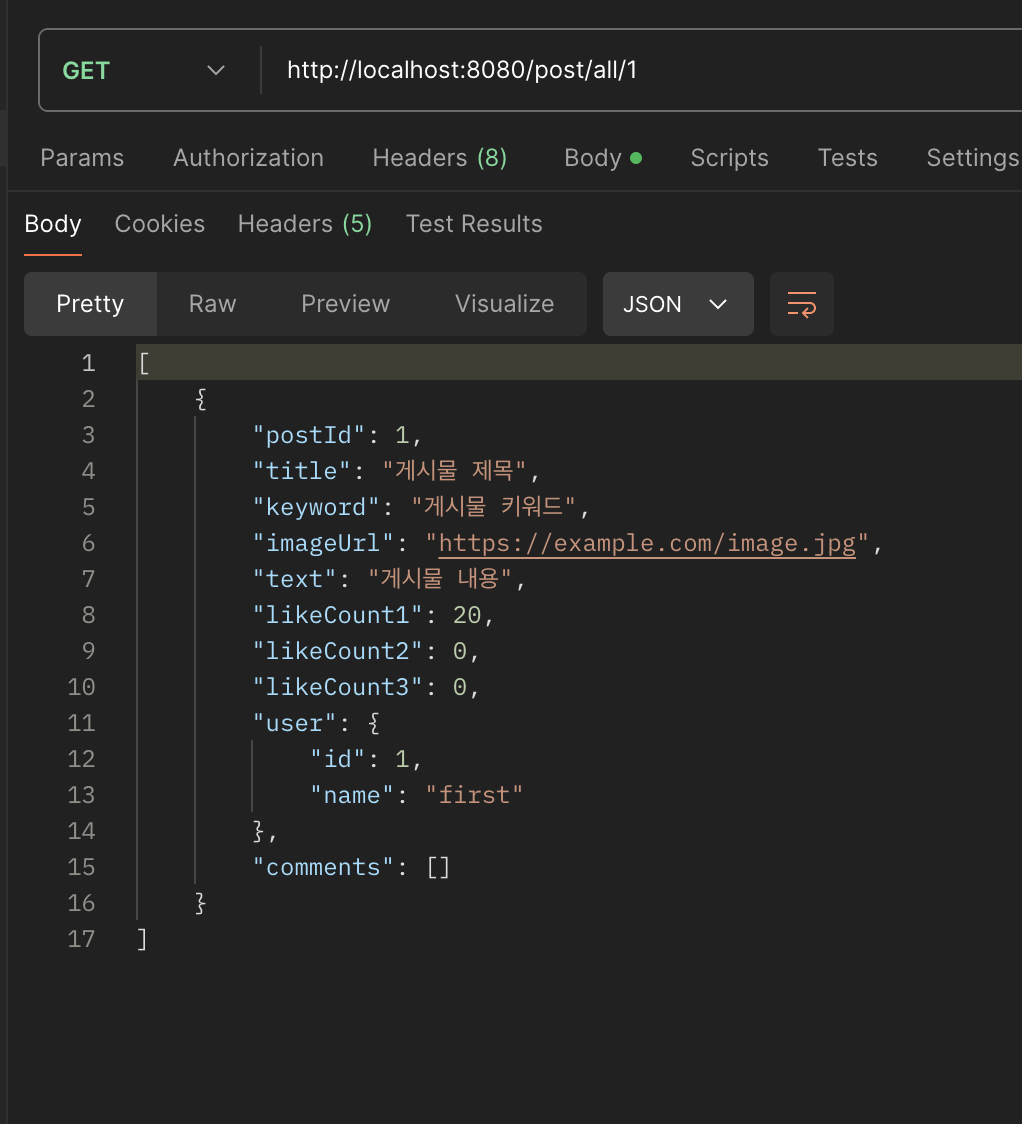 GET http://localhost:8080/post/all/1
Params Authorization Headers (8) Body Scripts Tests Settings
Body Cookies Headers (5) Test Results
Pretty Raw Preview Visualize JSON
1 [
2 {
3 "postId": 1,
4 "title": "게시물 제목",
5 "keyword": "게시물 키워드",
6 "imageUrl": "https://example.com/image.jpg",
7 "text": "게시물 내용",
8 "likeCount1": 20,
9 "likeCount2": 0,
10 "likeCount3": 0,
11 "user": {
12 "id": 1,
13 "name": "first"
14 },
15 "comments": []
16 }
17 ]